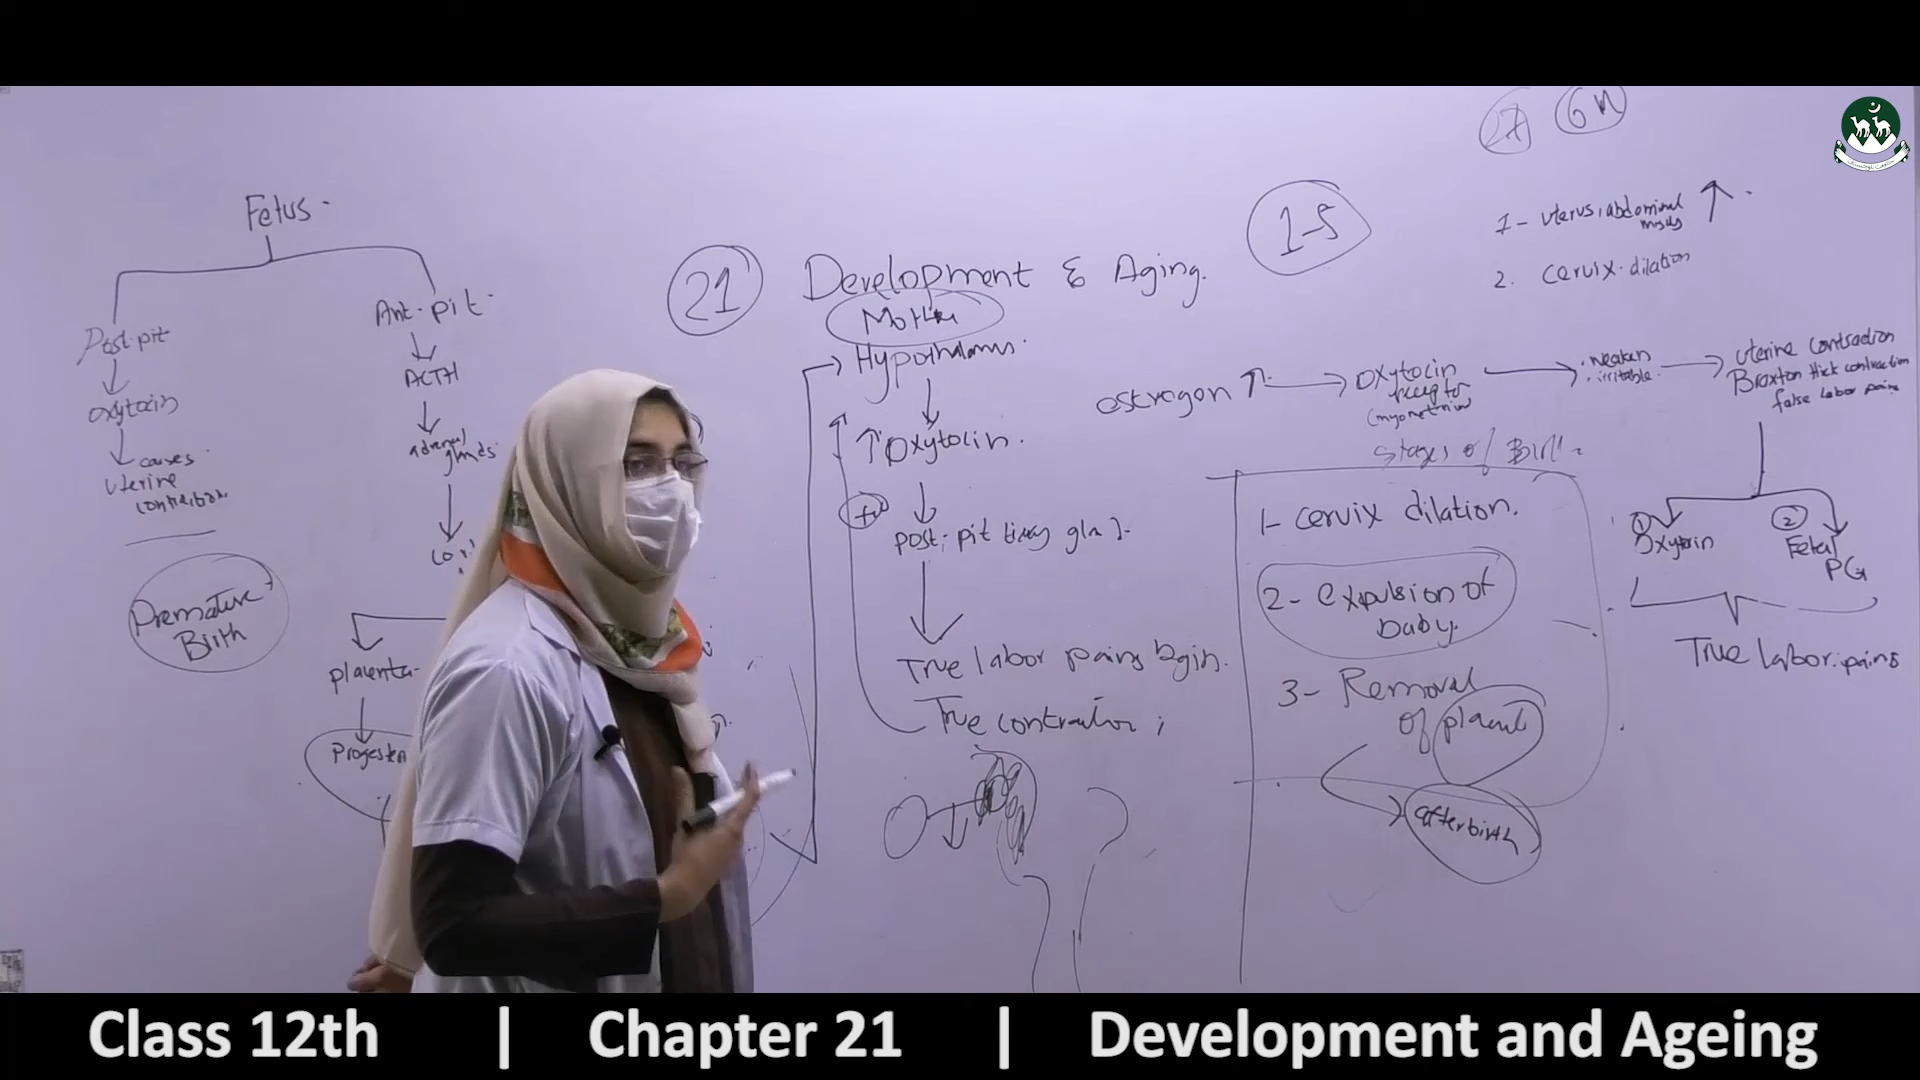 27
6M
1-5
1- uterus, abdominal
↑
2. cervix dilation
Fetus
Post. pit
oxytocin
causes
uterine
contraction
Premature
Birth
Ant. pit
ACTH
adrenal
glands
placenta
Progester
21
Development & Aging.
Mother
Hypothalamus
↑ Oxytocin.
+ve
post. pit
True labor pains begin.
True contraction
estrogen ↑
Oxytocin
receptor
weaken
irritable
Uterine contraction
Braxton Hick contraction
false labor pains
① Oxytocin
② Fetal
PG
True labor pains
stages of Birth
1- cervix dilation.
2- expulsion of
baby.
3- Removal
of placenta
afterbirth
Class 12th | Chapter 21 | Development and Ageing